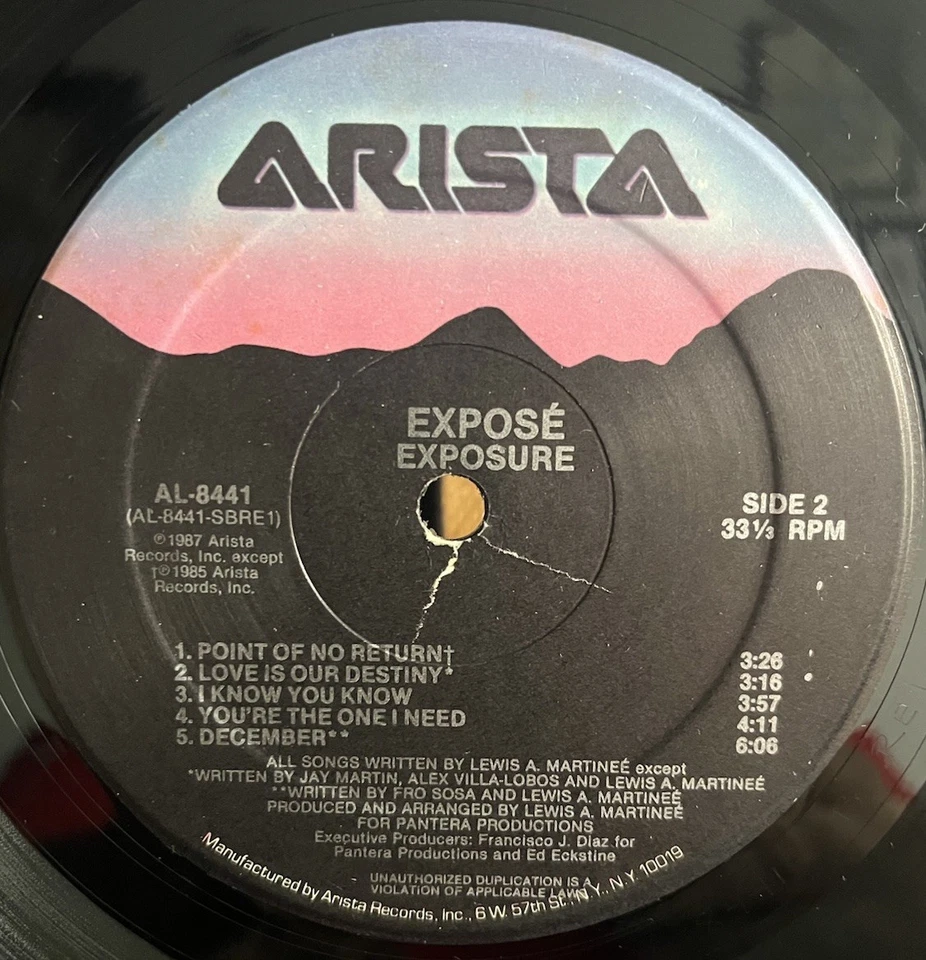 ARISTA
EXPOSÉ
EXPOSURE
AL-8441
(AL-8441-SBRE1)
℗1987 Arista
Records, Inc. except
†℗1985 Arista
Records, Inc.
SIDE 2
33⅓ RPM
1. POINT OF NO RETURN† 3:26
2. LOVE IS OUR DESTINY* 3:16
3. I KNOW YOU KNOW 3:57
4. YOU'RE THE ONE I NEED 4:11
5. DECEMBER** 6:06
ALL SONGS WRITTEN BY LEWIS A. MARTINEÉ except
*WRITTEN BY JAY MARTIN, ALEX VILLA-LOBOS AND LEWIS A. MARTINEÉ
**WRITTEN BY FRO SOSA AND LEWIS A. MARTINEÉ
PRODUCED AND ARRANGED BY LEWIS A. MARTINEÉ
FOR PANTERA PRODUCTIONS
Executive Producers: Francisco J. Diaz for
Pantera Productions and Ed Eckstine
UNAUTHORIZED DUPLICATION IS A
VIOLATION OF APPLICABLE LAWS
Manufactured by Arista Records, Inc., 6 W. 57th St., N.Y., N.Y. 10019